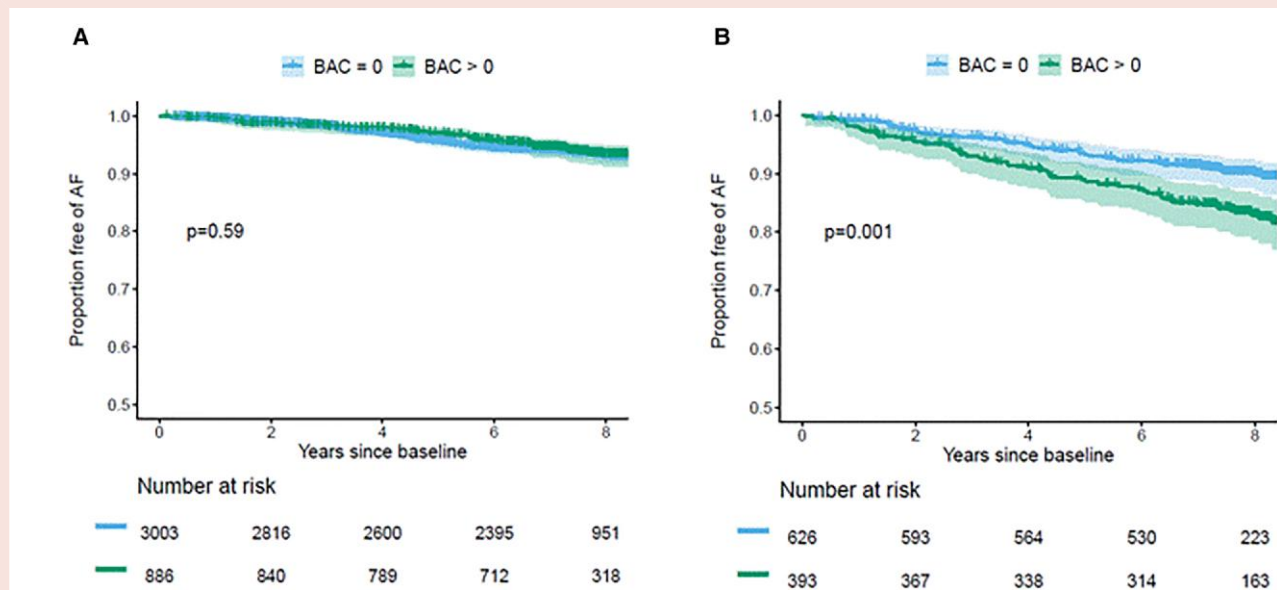 A
BAC = 0 BAC > 0
Proportion free of AF
1.0
0.9
0.8
0.7
0.6
0.5
p=0.59
0 2 4 6 8
Years since baseline
Number at risk
3003 2816 2600 2395 951
886 840 789 712 318
B
BAC = 0 BAC > 0
Proportion free of AF
1.0
0.9
0.8
0.7
0.6
0.5
p=0.001
0 2 4 6 8
Years since baseline
Number at risk
626 593 564 530 223
393 367 338 314 163